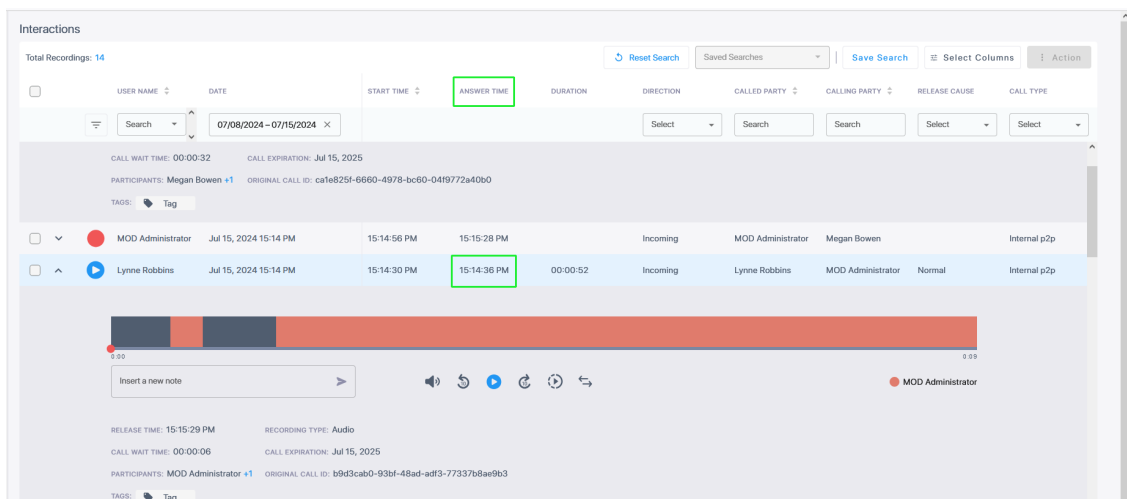 Interactions
Total Recordings: 14
Reset Search
Saved Searches
Save Search
Select Columns
Action
USER NAME DATE START TIME ANSWER TIME DURATION DIRECTION CALLED PARTY CALLING PARTY RELEASE CAUSE CALL TYPE
Search 07/08/2024 – 07/15/2024 × Select Search Search Select Select
CALL WAIT TIME: 00:00:32 CALL EXPIRATION: Jul 15, 2025
PARTICIPANTS: Megan Bowen +1 ORIGINAL CALL ID: ca1e825f-6660-4978-bc60-04f9772a40b0
TAGS: Tag
MOD Administrator Jul 15, 2024 15:14 PM 15:14:56 PM 15:15:28 PM Incoming MOD Administrator Megan Bowen Internal p2p
Lynne Robbins Jul 15, 2024 15:14 PM 15:14:30 PM 15:14:36 PM 00:00:52 Incoming Lynne Robbins MOD Administrator Normal Internal p2p
0:00 0:09
Insert a new note
MOD Administrator
RELEASE TIME: 15:15:29 PM RECORDING TYPE: Audio
CALL WAIT TIME: 00:00:06 CALL EXPIRATION: Jul 15, 2025
PARTICIPANTS: MOD Administrator +1 ORIGINAL CALL ID: b9d3cab0-93bf-48ad-adf3-77337b8ae9b3
TAGS: Tag